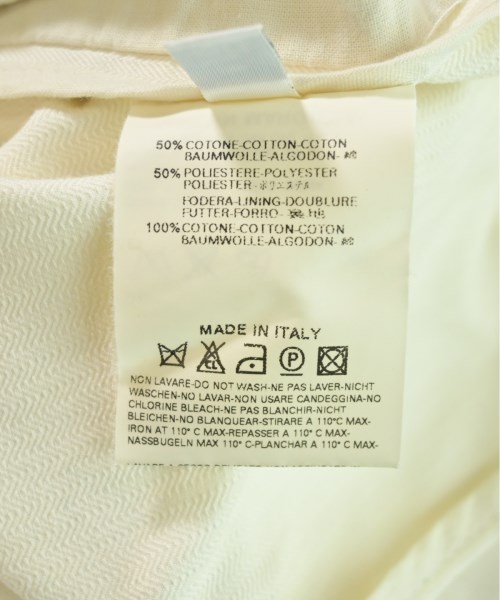 50% COTONE-COTTON-COTON
BAUMWOLLE-ALGODON- 綿
50% POLIESTERE-POLYESTER
POLIESTER-ポリエステル
FODERA-LINING-DOUBLURE
FUTTER-FORRO- 裏地
100% COTONE-COTTON-COTON
BAUMWOLLE-ALGODON- 綿
MADE IN ITALY
CL P
NON LAVARE-DO NOT WASH-NE PAS LAVER-NICHT
WASCHEN-NO LAVAR-NON USARE CANDEGGINA-NO
CHLORINE BLEACH-NE PAS BLANCHIR-NICHT
BLEICHEN-NO BLANQUEAR-STIRARE A 110°C MAX-
IRON AT 110° C MAX-REPASSER A 110° C MAX-
NASSBUGELN MAX 110° C-PLANCHAR A 110° C MAX-